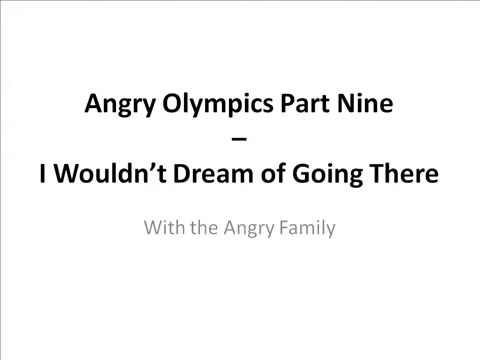 Angry Olympics Part Nine
–
I Wouldn’t Dream of Going There
With the Angry Family